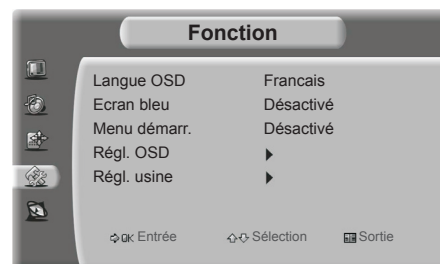 Fonction
Langue OSD Francais
Ecran bleu Désactivé
Menu démarr. Désactivé
Régl. OSD
Régl. usine
OK Entrée Sélection Sortie